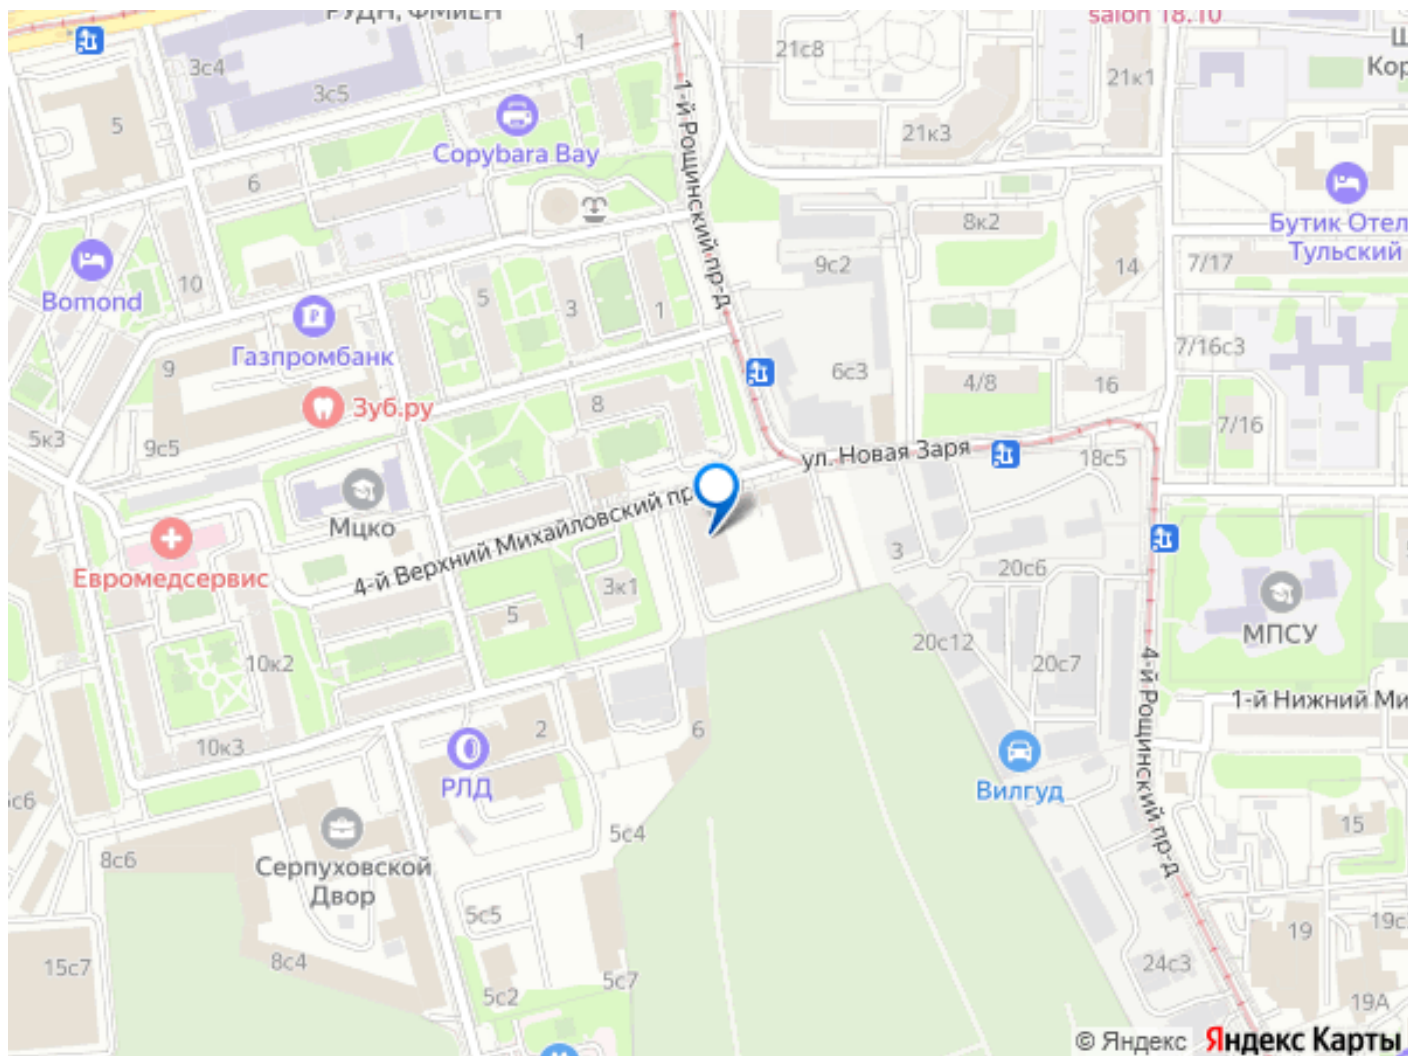 РУДН, ФМиЕН
salon 18.10
1
21с8
3с4
3с5
21к1
5
Copybara Bay
21к3
1-й Рощинский пр-д
6
8к2
Бутик Отел
Тульский
10
9с2
14
7/17
Bomond
5
3
1
Газпромбанк
7/16с3
9
6с3
4/8
16
Зуб.ру
8
7/16
5к3
9с5
ул. Новая Заря
18с5
Мцко
4-й Верхний Михайловский пр
3
Евромедсервис
3к1
20с6
5
МПСУ
10к2
20с12
20с7
4-й Рощинский пр-д
1-й Нижний Ми
10к3
2
6
РЛД
Вилгуд
5с4
15
8с6
Серпуховской
Двор
5с5
19
19с
15с7
8с4
5с7
24с3
5с2
19А
© Яндекс Яндекс Карты